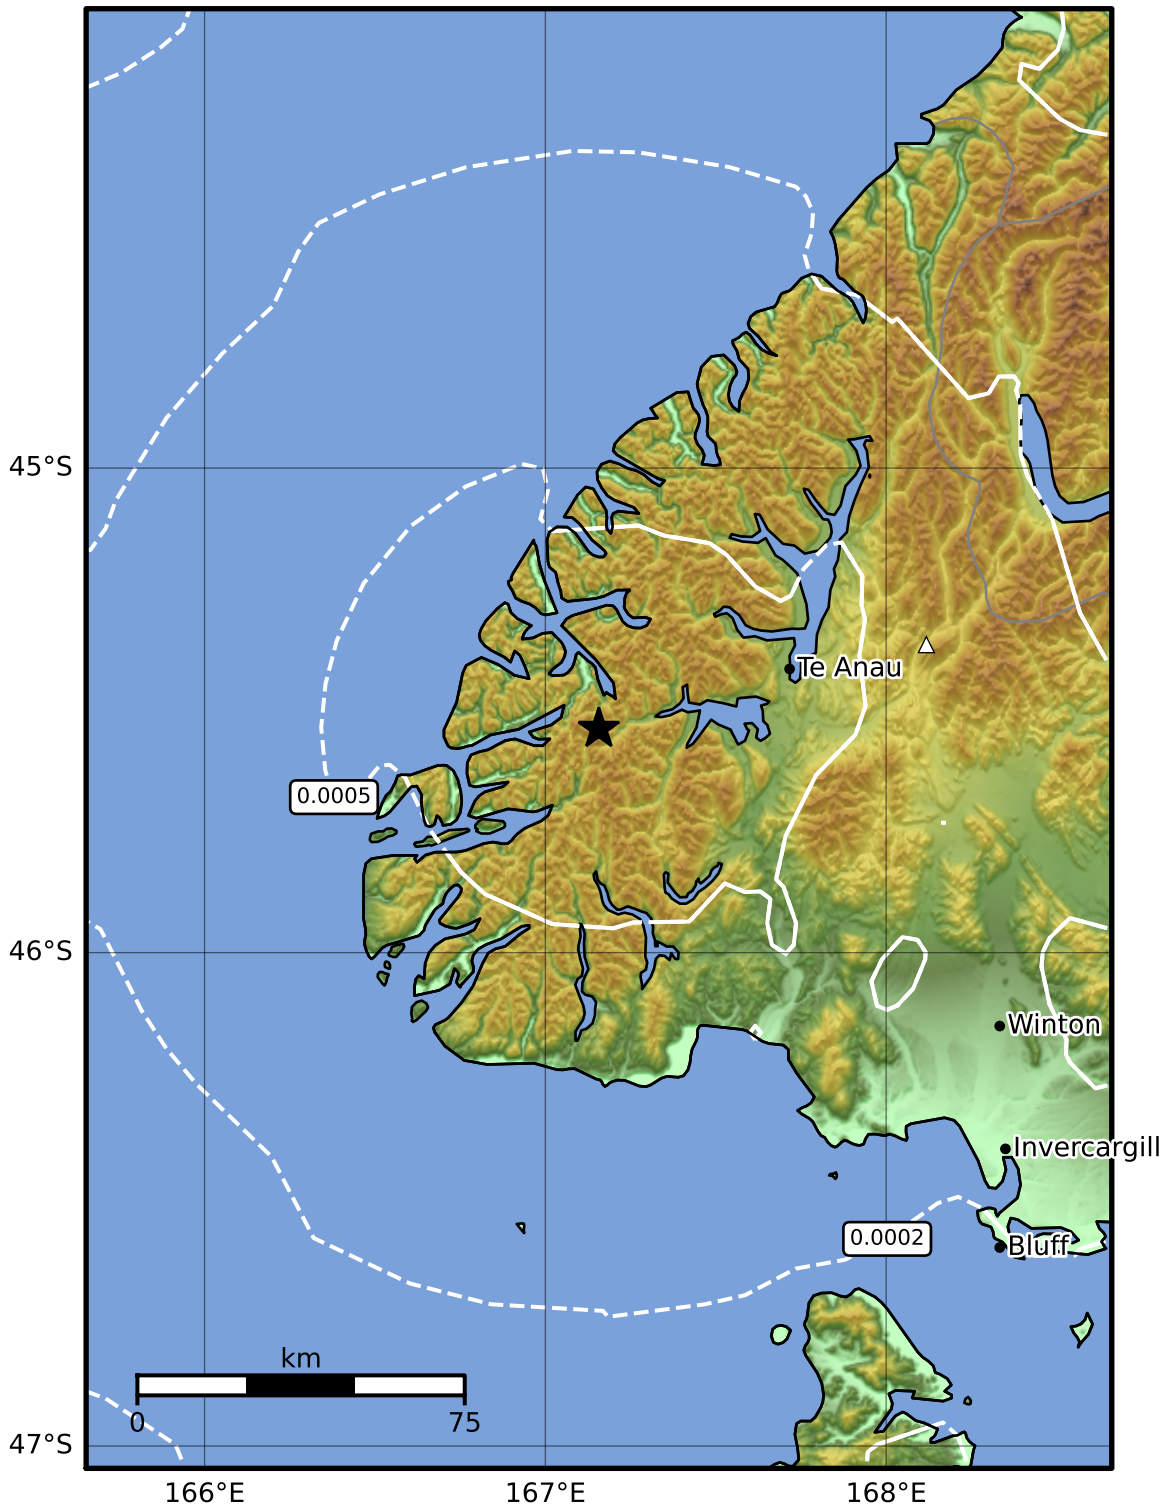 45°S
Te Anau
0.0005
46°S
Winton
Invercargill
0.0002
Bluff
km
0 75
47°S
166°E 167°E 168°E